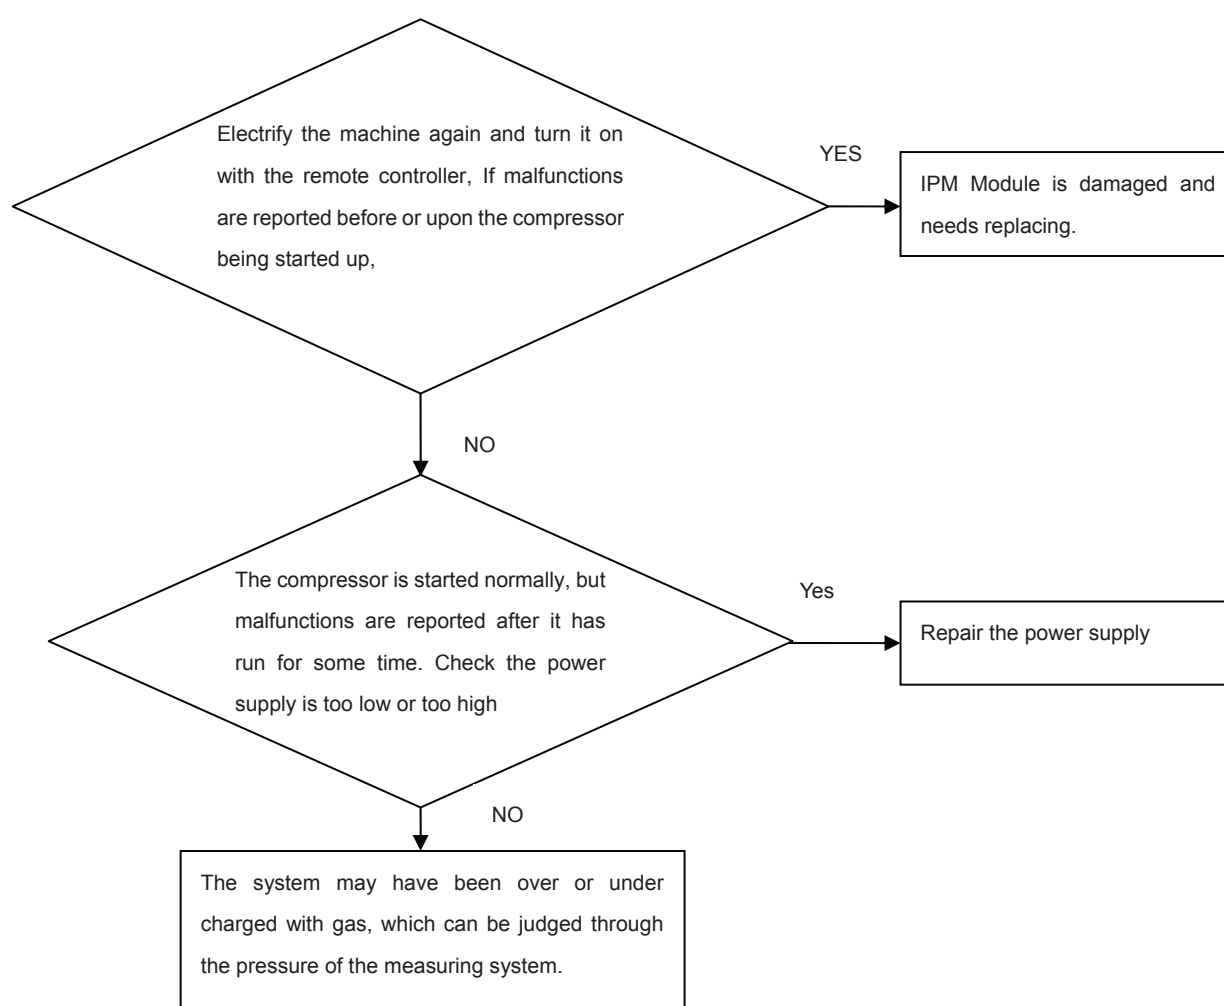 Electrify the machine again and turn it on
with the remote controller, If malfunctions
are reported before or upon the compressor
being started up,
YES
IPM Module is damaged and
needs replacing.
NO
The compressor is started normally, but
malfunctions are reported after it has
run for some time. Check the power
supply is too low or too high
Yes
Repair the power supply
NO
The system may have been over or under
charged with gas, which can be judged through
the pressure of the measuring system.